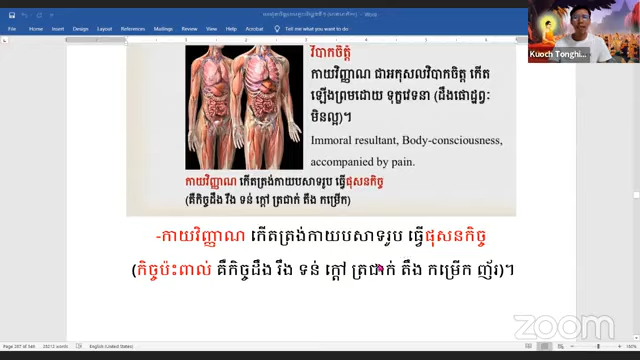 File Home Insert Design Layout References Mailings Review View Help Acrobat Tell me what you want to do
Kuoch Tonghi...
វិបាកចិត្ត
កាយវិញ្ញាណ ជាអកុសលវិបាកចិត្ត កើត
ឡើងព្រមដោយ ទុក្ខវេទនា (ដឹងផោដ្ឋព្វៈ
មិនល្អ)។
Immoral resultant, Body-consciousness,
accompanied by pain.
កាយវិញ្ញាណ កើតត្រង់កាយបសាទរូប ធ្វើផុសនកិច្ច
(គឺកិច្ចដឹង រឹង ទន់ ក្ដៅ ត្រជាក់ តឹង កម្រើក)
-កាយវិញ្ញាណ កើតត្រង់កាយបសាទរូប ធ្វើផុសនកិច្ច
(កិច្ចប៉ះពាល់ គឺកិច្ចដឹង រឹង ទន់ ក្ដៅ ត្រជាក់ តឹង កម្រើក ញ័រ)។
zoom
English (United States)